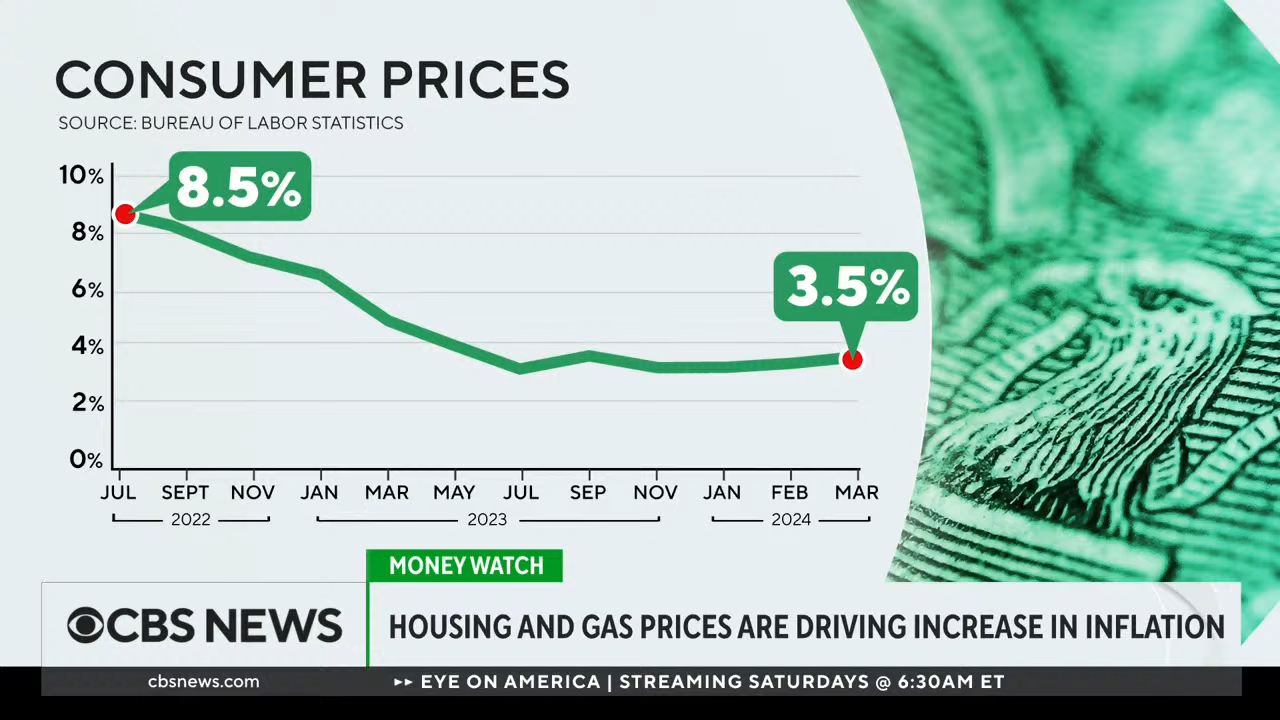 CONSUMER PRICES
SOURCE: BUREAU OF LABOR STATISTICS
10%
8.5%
8%
6%
3.5%
4%
2%
0%
JUL SEPT NOV JAN MAR MAY JUL SEP NOV JAN FEB MAR
2022 2023 2024
MONEY WATCH
CBS NEWS
HOUSING AND GAS PRICES ARE DRIVING INCREASE IN INFLATION
cbsnews.com
EYE ON AMERICA | STREAMING SATURDAYS @ 6:30AM ET